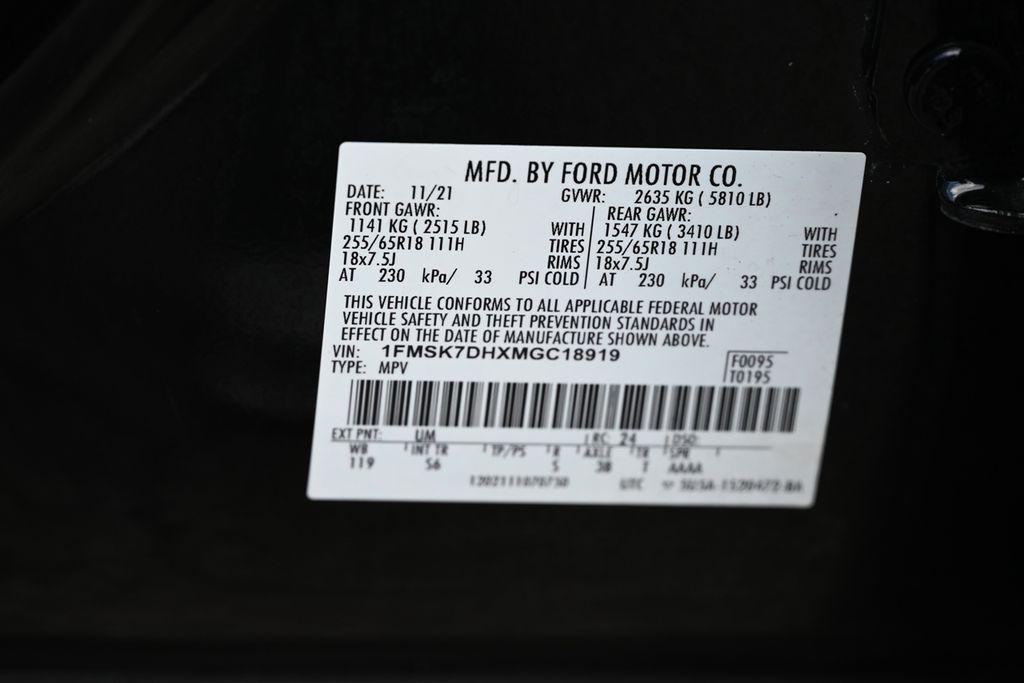 MFD. BY FORD MOTOR CO.
DATE: 11/21 GVWR: 2635 KG ( 5810 LB)
FRONT GAWR: REAR GAWR:
1141 KG ( 2515 LB) WITH 1547 KG ( 3410 LB) WITH
255/65R18 111H TIRES 255/65R18 111H TIRES
18x7.5J RIMS 18x7.5J RIMS
AT 230 kPa/ 33 PSI COLD AT 230 kPa/ 33 PSI COLD
THIS VEHICLE CONFORMS TO ALL APPLICABLE FEDERAL MOTOR
VEHICLE SAFETY AND THEFT PREVENTION STANDARDS IN
EFFECT ON THE DATE OF MANUFACTURE SHOWN ABOVE.
VIN: 1FMSK7DHXMGC18919
F0095
TYPE: MPV
T0195
EXT PNT: UM RC: 24 DSO:
WB INT TR TP/PS R AXLE TR SPR
119 S6 S 3B T AAAA
UTC